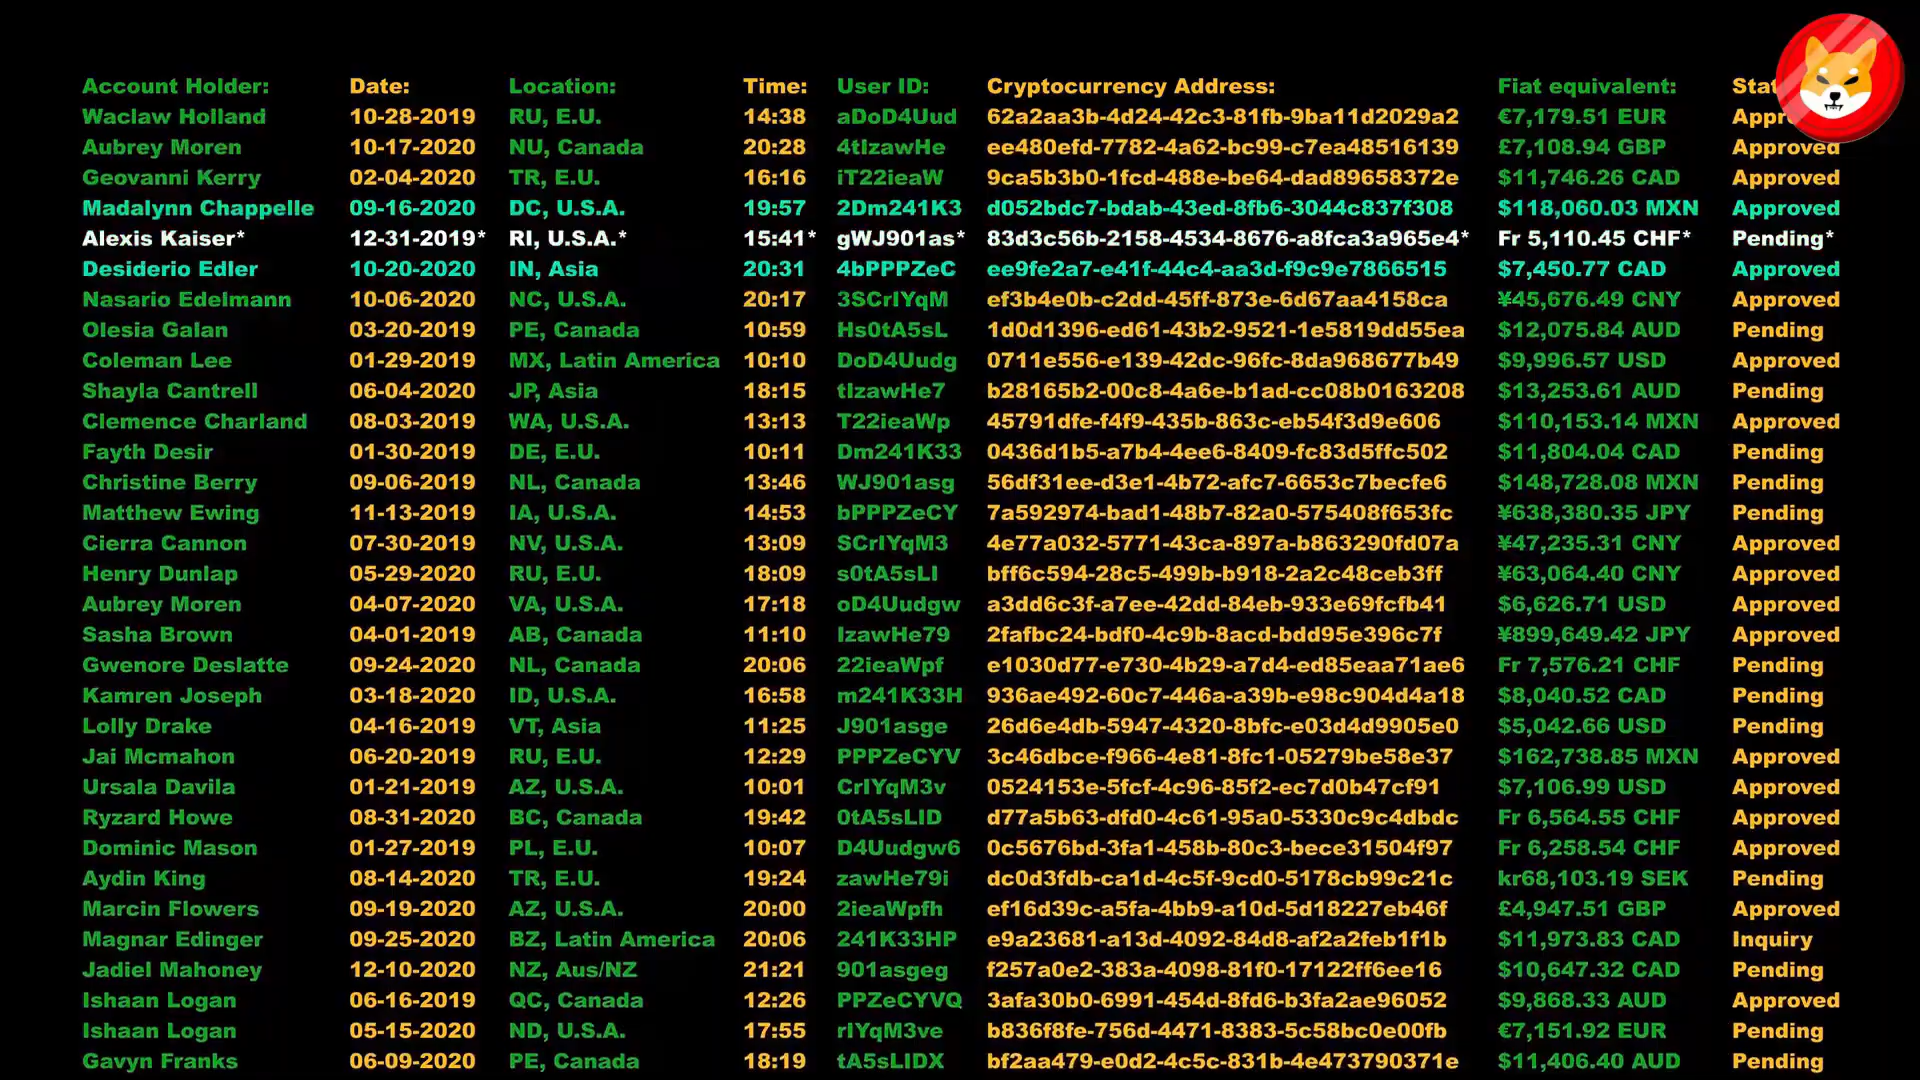 Account Holder: Date: Location: Time: User ID: Cryptocurrency Address: Fiat equivalent: Stat
Waclaw Holland 10-28-2019 RU, E.U. 14:38 aDoD4Uud 62a2aa3b-4d24-42c3-81fb-9ba11d2029a2 €7,179.51 EUR Appr
Aubrey Moren 10-17-2020 NU, Canada 20:28 4tIzawHe ee480efd-7782-4a62-bc99-c7ea48516139 £7,108.94 GBP Approved
Geovanni Kerry 02-04-2020 TR, E.U. 16:16 iT22ieaW 9ca5b3b0-1fcd-488e-be64-dad89658372e $11,746.26 CAD Approved
Madalynn Chappelle 09-16-2020 DC, U.S.A. 19:57 2Dm241K3 d052bdc7-bdab-43ed-8fb6-3044c837f308 $118,060.03 MXN Approved
Alexis Kaiser* 12-31-2019* RI, U.S.A.* 15:41* gWJ901as* 83d3c56b-2158-4534-8676-a8fca3a965e4* Fr 5,110.45 CHF* Pending*
Desiderio Edler 10-20-2020 IN, Asia 20:31 4bPPPZeC ee9fe2a7-e41f-44c4-aa3d-f9c9e7866515 $7,450.77 CAD Approved
Nasario Edelmann 10-06-2020 NC, U.S.A. 20:17 3SCrIYqM ef3b4e0b-c2dd-45ff-873e-6d67aa4158ca ¥45,676.49 CNY Approved
Olesia Galan 03-20-2019 PE, Canada 10:59 Hs0tA5sL 1d0d1396-ed61-43b2-9521-1e5819dd55ea $12,075.84 AUD Pending
Coleman Lee 01-29-2019 MX, Latin America 10:10 DoD4Uudg 0711e556-e139-42dc-96fc-8da968677b49 $9,996.57 USD Approved
Shayla Cantrell 06-04-2020 JP, Asia 18:15 tIzawHe7 b28165b2-00c8-4a6e-b1ad-cc08b0163208 $13,253.61 AUD Pending
Clemence Charland 08-03-2019 WA, U.S.A. 13:13 T22ieaWp 45791dfe-f4f9-435b-863c-eb54f3d9e606 $110,153.14 MXN Approved
Fayth Desir 01-30-2019 DE, E.U. 10:11 Dm241K33 0436d1b5-a7b4-4ee6-8409-fc83d5ffc502 $11,804.04 CAD Pending
Christine Berry 09-06-2019 NL, Canada 13:46 WJ901asg 56df31ee-d3e1-4b72-afc7-6653c7becfe6 $148,728.08 MXN Pending
Matthew Ewing 11-13-2019 IA, U.S.A. 14:53 bPPPZeCY 7a592974-bad1-48b7-82a0-575408f653fc ¥638,380.35 JPY Pending
Cierra Cannon 07-30-2019 NV, U.S.A. 13:09 SCrIYqM3 4e77a032-5771-43ca-897a-b863290fd07a ¥47,235.31 CNY Approved
Henry Dunlap 05-29-2020 RU, E.U. 18:09 s0tA5sLI bff6c594-28c5-499b-b918-2a2c48ceb3ff ¥63,064.40 CNY Approved
Aubrey Moren 04-07-2020 VA, U.S.A. 17:18 oD4Uudgw a3dd6c3f-a7ee-42dd-84eb-933e69fcfb41 $6,626.71 USD Approved
Sasha Brown 04-01-2019 AB, Canada 11:10 IzawHe79 2fafbc24-bdf0-4c9b-8acd-bdd95e396c7f ¥899,649.42 JPY Approved
Gwenore Deslatte 09-24-2020 NL, Canada 20:06 22ieaWpf e1030d77-e730-4b29-a7d4-ed85eaa71ae6 Fr 7,576.21 CHF Pending
Kamren Joseph 03-18-2020 ID, U.S.A. 16:58 m241K33H 936ae492-60c7-446a-a39b-e98c904d4a18 $8,040.52 CAD Pending
Lolly Drake 04-16-2019 VT, Asia 11:25 J901asge 26d6e4db-5947-4320-8bfc-e03d4d9905e0 $5,042.66 USD Pending
Jai Mcmahon 06-20-2019 RU, E.U. 12:29 PPPZeCYV 3c46dbce-f966-4e81-8fc1-05279be58e37 $162,738.85 MXN Approved
Ursala Davila 01-21-2019 AZ, U.S.A. 10:01 CrIYqM3v 0524153e-5fcf-4c96-85f2-ec7d0b47cf91 $7,106.99 USD Approved
Ryzard Howe 08-31-2020 BC, Canada 19:42 0tA5sLID d77a5b63-dfd0-4c61-95a0-5330c9c4dbdc Fr 6,564.55 CHF Approved
Dominic Mason 01-27-2019 PL, E.U. 10:07 D4Uudgw6 0c5676bd-3fa1-458b-80c3-bece31504f97 Fr 6,258.54 CHF Approved
Aydin King 08-14-2020 TR, E.U. 19:24 zawHe79i dc0d3fdb-ca1d-4c5f-9cd0-5178cb99c21c kr68,103.19 SEK Pending
Marcin Flowers 09-19-2020 AZ, U.S.A. 20:00 2ieaWpfh ef16d39c-a5fa-4bb9-a10d-5d18227eb46f £4,947.51 GBP Approved
Magnar Edinger 09-25-2020 BZ, Latin America 20:06 241K33HP e9a23681-a13d-4092-84d8-af2a2feb1f1b $11,973.83 CAD Inquiry
Jadiel Mahoney 12-10-2020 NZ, Aus/NZ 21:21 901asgeg f257a0e2-383a-4098-81f0-17122ff6ee16 $10,647.32 CAD Pending
Ishaan Logan 06-16-2019 QC, Canada 12:26 PPZeCYVQ 3afa30b0-6991-454d-8fd6-b3fa2ae96052 $9,868.33 AUD Approved
Ishaan Logan 05-15-2020 ND, U.S.A. 17:55 rIYqM3ve b836f8fe-756d-4471-8383-5c58bc0e00fb €7,151.92 EUR Pending
Gavyn Franks 06-09-2020 PE, Canada 18:19 tA5sLIDX bf2aa479-e0d2-4c5c-831b-4e473790371e $11,406.40 AUD Pending